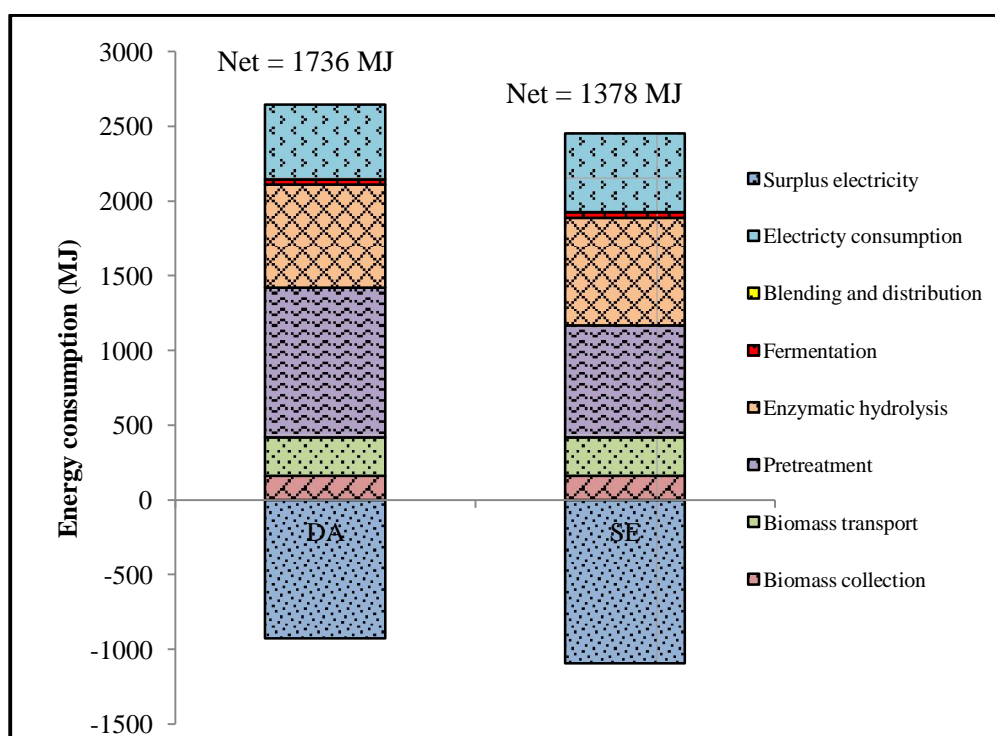 Net = 1736 MJ
Net = 1378 MJ
Energy consumption (MJ)
3000
2500
2000
1500
1000
500
0
-500
-1000
-1500
DA
SE
Surplus electricity
Electricty consumption
Blending and distribution
Fermentation
Enzymatic hydrolysis
Pretreatment
Biomass transport
Biomass collection